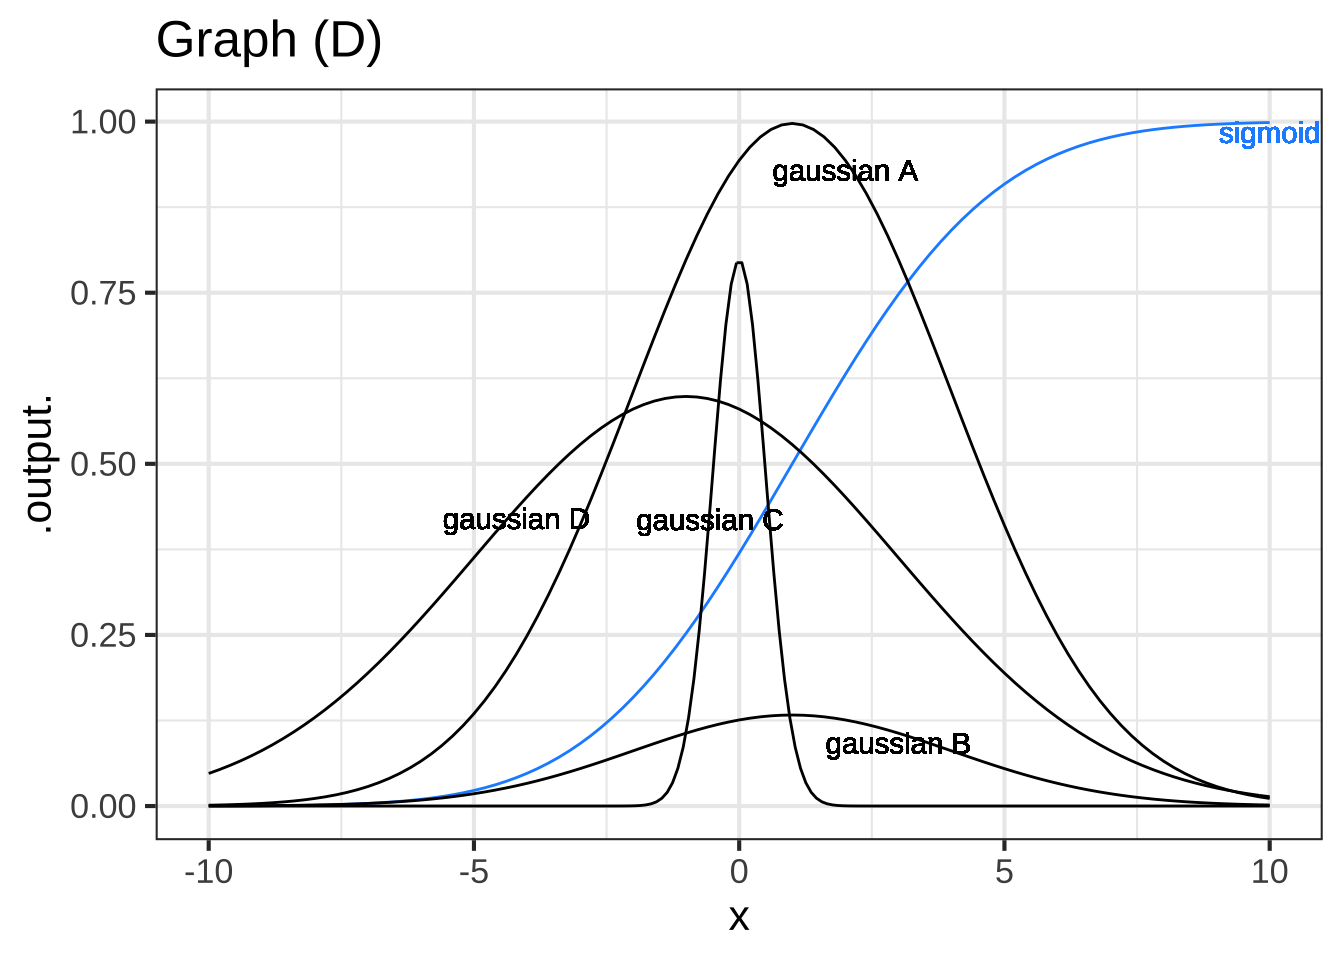 Graph (D)
1.00
0.75
0.50
0.25
0.00
.output.
sigmoid
gaussian A
gaussian D
gaussian C
gaussian B
-10
-5
0
5
10
x